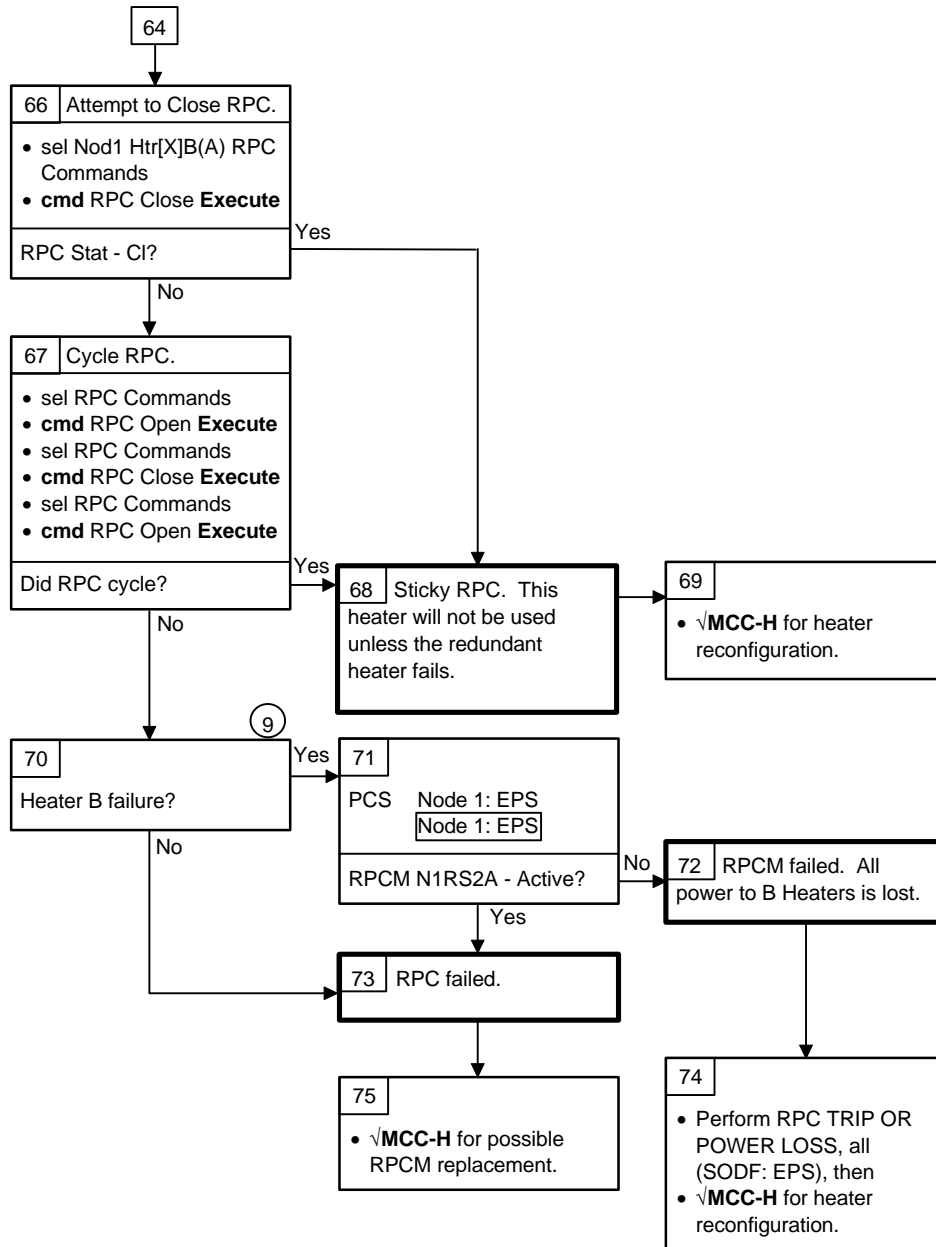 64
66 Attempt to Close RPC.
• sel Nod1 Htr[X]B(A) RPC
Commands
• cmd RPC Close Execute
RPC Stat - Cl?
Yes
No
67 Cycle RPC.
• sel RPC Commands
• cmd RPC Open Execute
• sel RPC Commands
• cmd RPC Close Execute
• sel RPC Commands
• cmd RPC Open Execute
Did RPC cycle?
Yes
No
68 Sticky RPC. This
heater will not be used
unless the redundant
heater fails.
69
• √MCC-H for heater
reconfiguration.
9
70
Heater B failure?
Yes
No
71
PCS Node 1: EPS
Node 1: EPS
RPCM N1RS2A - Active?
No
Yes
72 RPCM failed. All
power to B Heaters is lost.
73 RPC failed.
75
• √MCC-H for possible
RPCM replacement.
74
• Perform RPC TRIP OR
POWER LOSS, all
(SODF: EPS), then
• √MCC-H for heater
reconfiguration.